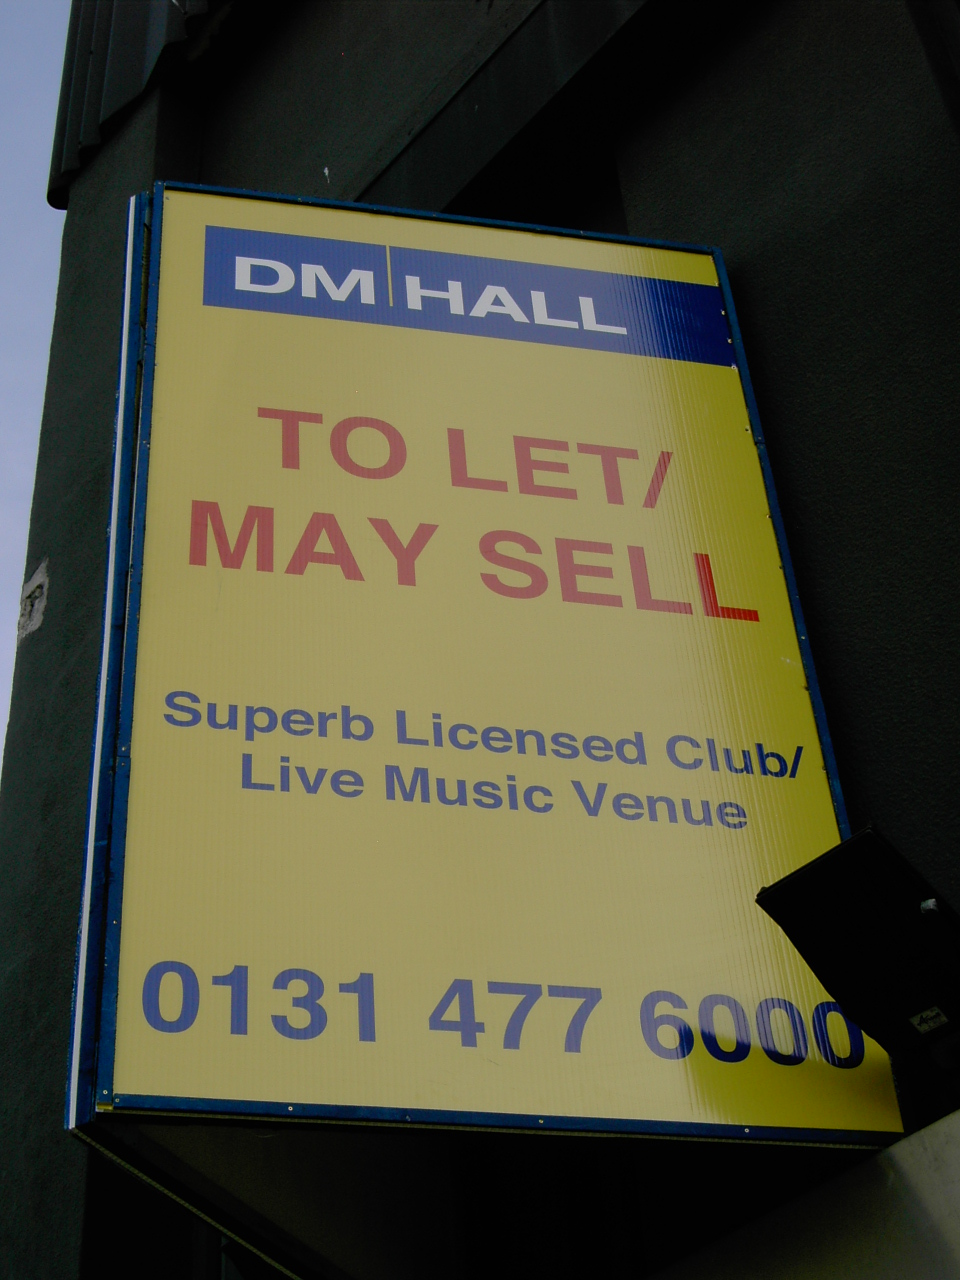 DM HALL
TO LET/
MAY SELL
Superb Licensed Club/
Live Music Venue
0131 477 6000